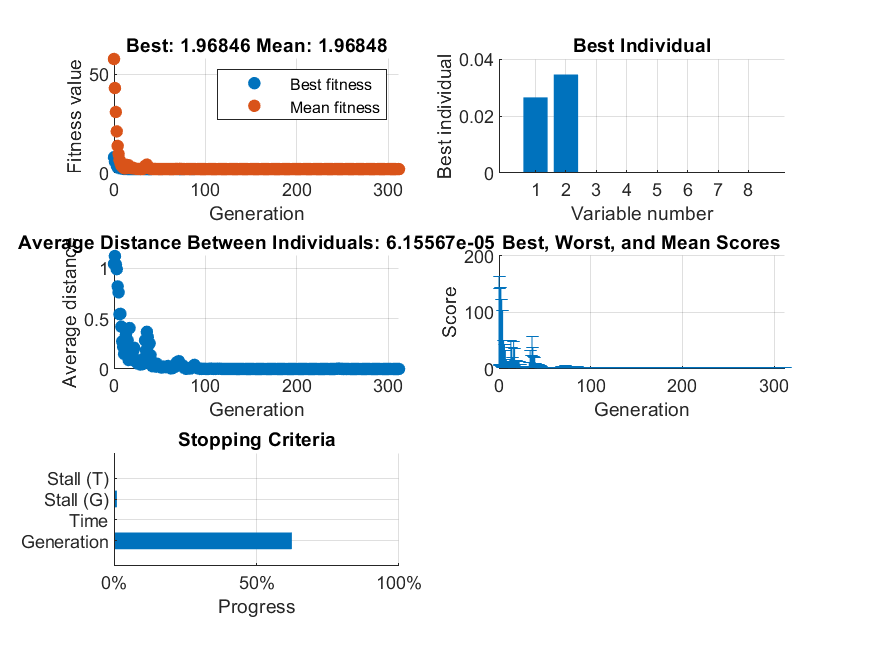 Best: 1.96846 Mean: 1.96848
Fitness value
50
0
Best fitness
Mean fitness
0 100 200 300
Generation
Best Individual
Best individual
0.04
0.02
0
1 2 3 4 5 6 7 8
Variable number
Average Distance Between Individuals: 6.15567e-05
Average distance
1
0.5
0
0 100 200 300
Generation
Best, Worst, and Mean Scores
Score
200
100
0
0 100 200 300
Generation
Stopping Criteria
Stall (T)
Stall (G)
Time
Generation
0% 50% 100%
Progress